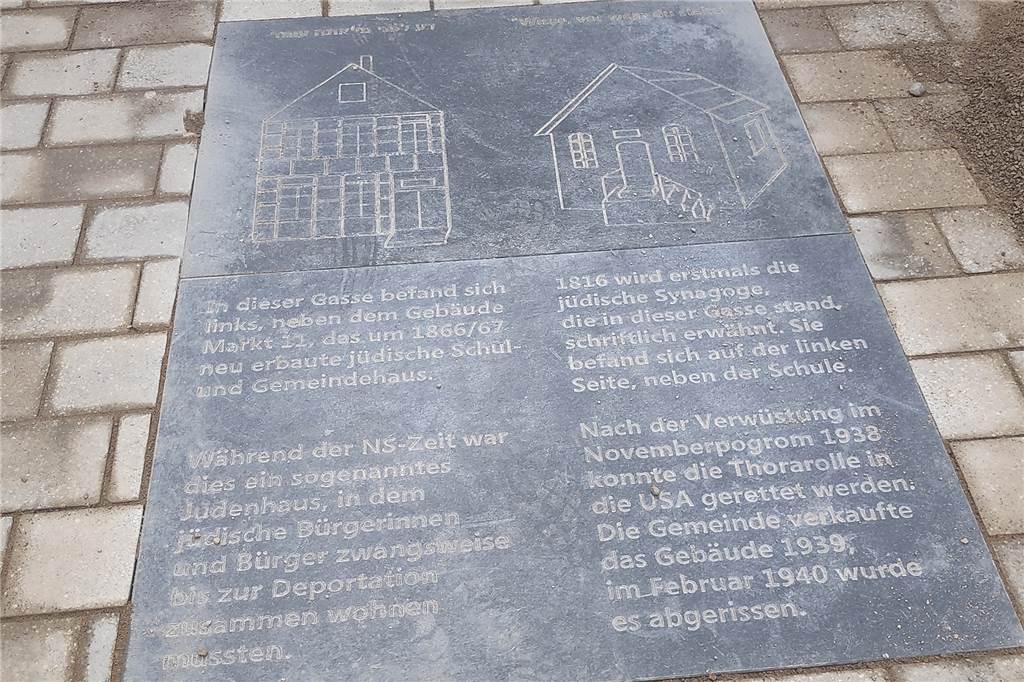 In dieser Gasse befand sich
links, neben dem Gebäude
Markt 11, das um 1866/67
neu erbaute jüdische Schul-
und Gemeindehaus.
Während der NS-Zeit war
dies ein sogenanntes
Judenhaus, in dem
jüdische Bürgerinnen
und Bürger zwangsweise
bis zur Deportation
zusammen wohnen
mussten.
1816 wird erstmals die
jüdische Synagoge,
die in dieser Gasse stand,
schriftlich erwähnt. Sie
befand sich auf der linken
Seite, neben der Schule.
Nach der Verwüstung im
Novemberpogrom 1938
konnte die Thorarolle in
die USA gerettet werden.
Die Gemeinde verkaufte
das Gebäude 1939,
im Februar 1940 wurde
es abgerissen.